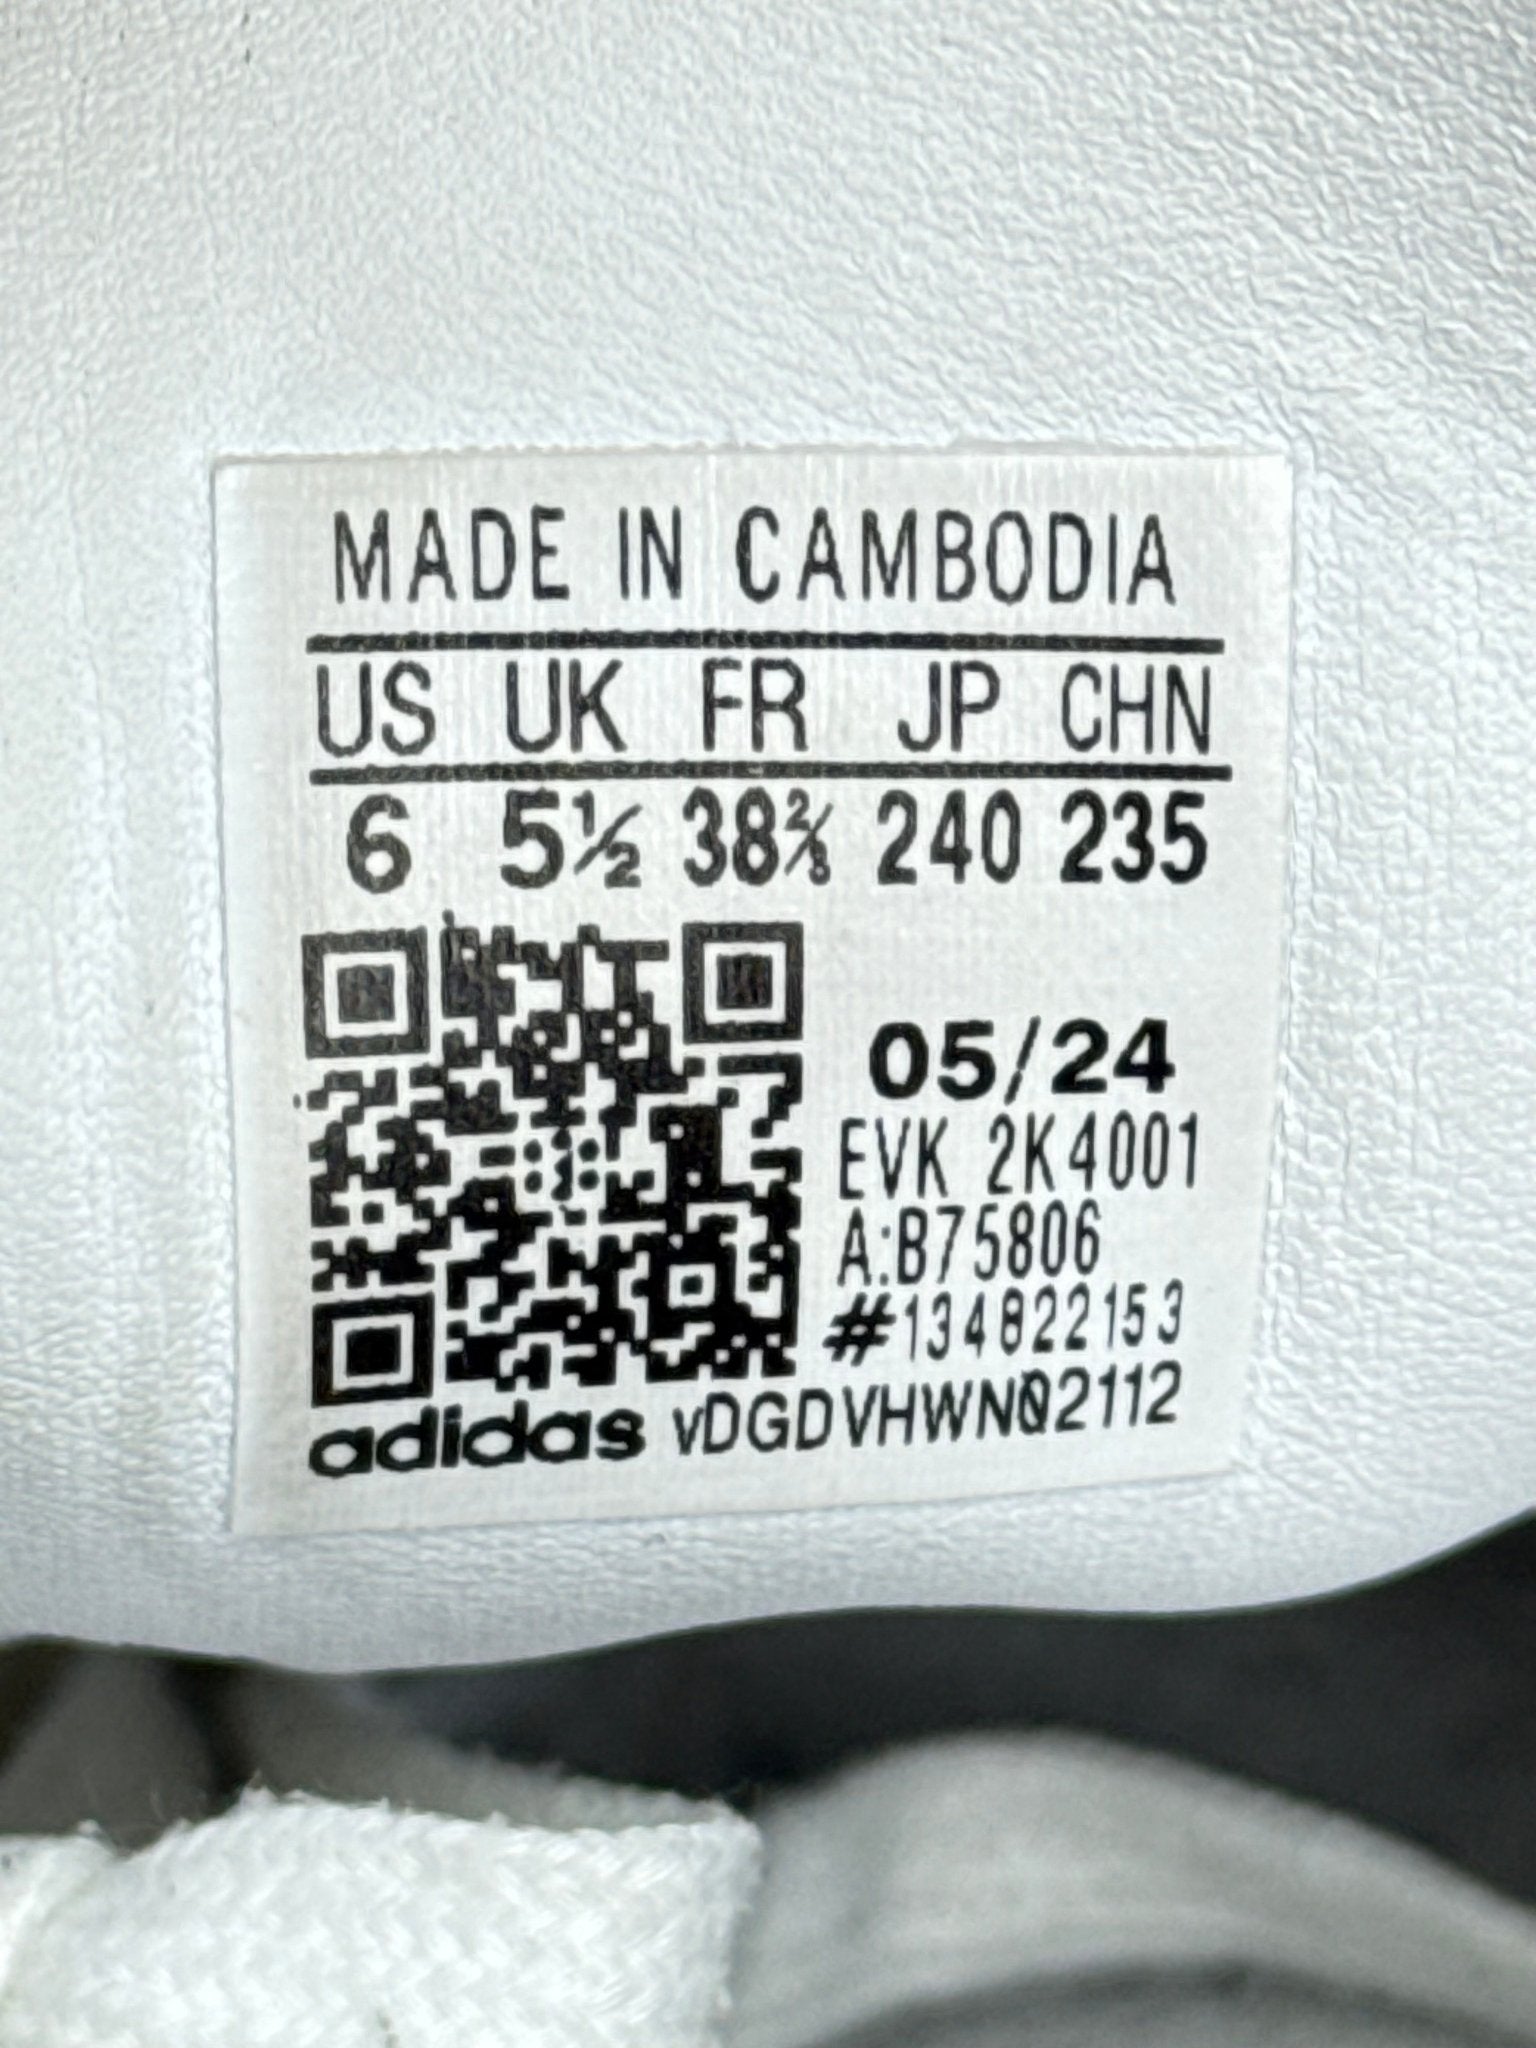 MADE IN CAMBODIA
US UK FR JP CHN
6 5½ 38⅔ 240 235
05/24
EVK 2K4001
A:B75806
#134822153
adidas vDGDVHWN02112